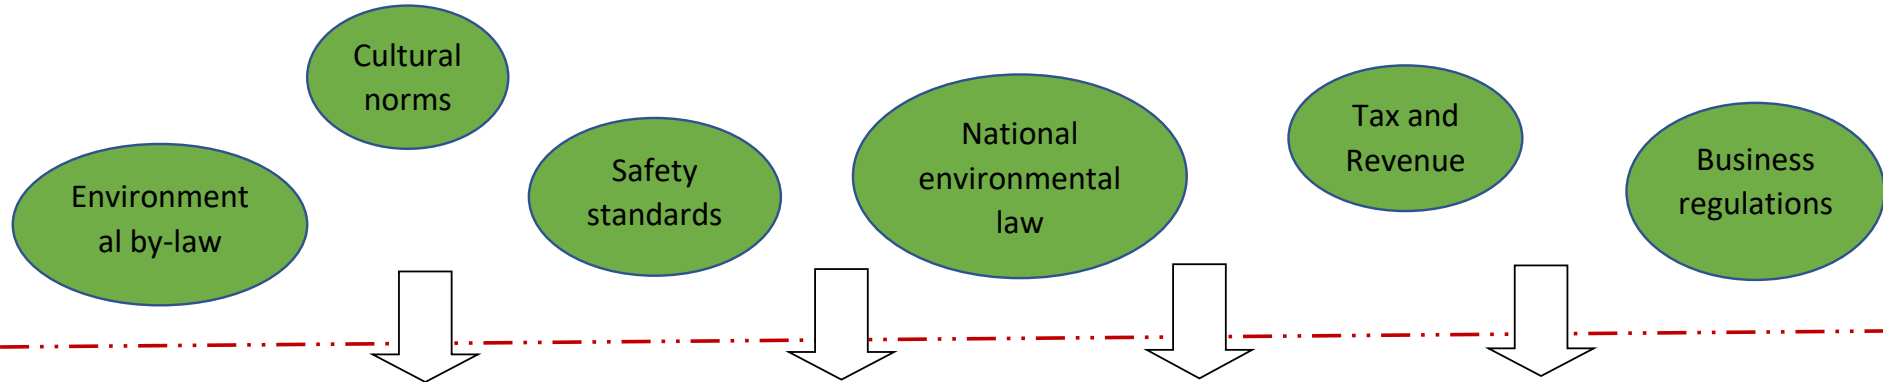 Environment
al by-law
Cultural
norms
Safety
standards
National
environmental
law
Tax and
Revenue
Business
regulations